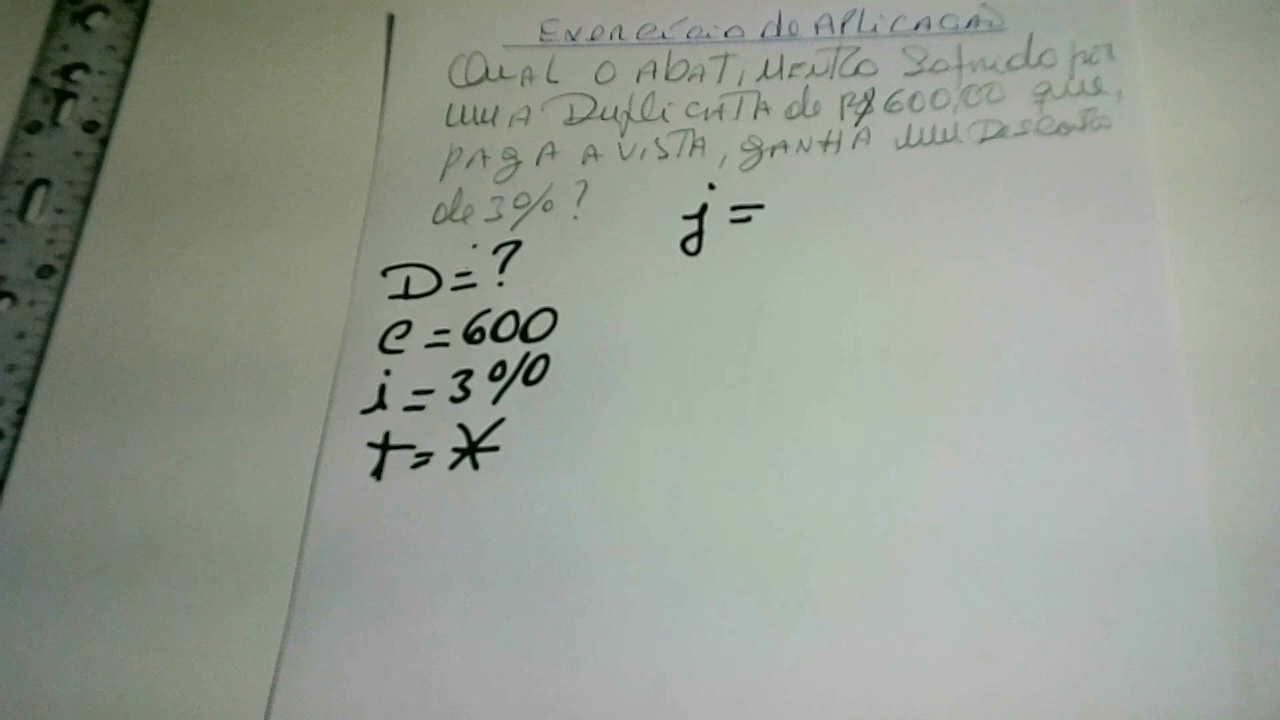 Exercício de Aplicação
QUAL O ABATIMENTO Sofrido por
uma Duplicata de R$600,00 que,
PAGA A VISTA, gANHA um Desconto
de 3%?
j =
D = ?
c = 600
i = 3%
t = *